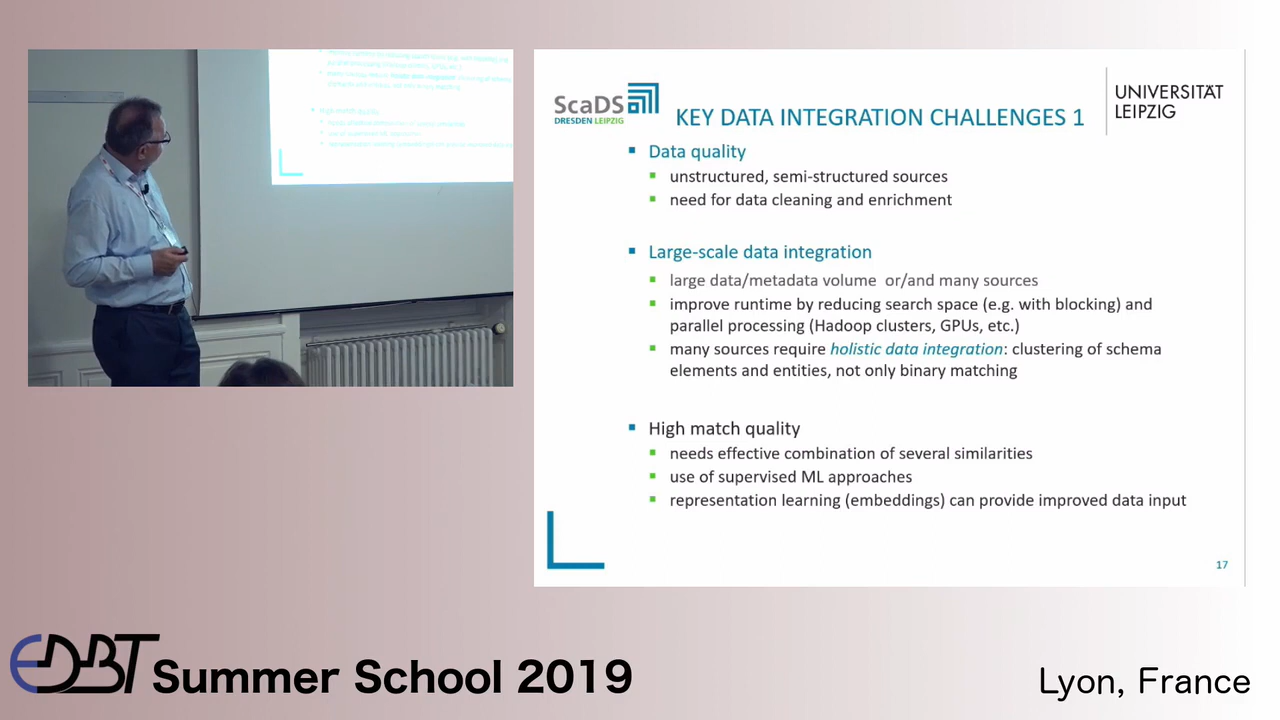 ScaDS
DRESDEN LEIPZIG
KEY DATA INTEGRATION CHALLENGES 1
UNIVERSITÄT
LEIPZIG
Data quality
unstructured, semi-structured sources
need for data cleaning and enrichment
Large-scale data integration
large data/metadata volume or/and many sources
improve runtime by reducing search space (e.g. with blocking) and
parallel processing (Hadoop clusters, GPUs, etc.)
many sources require holistic data integration: clustering of schema
elements and entities, not only binary matching
High match quality
needs effective combination of several similarities
use of supervised ML approaches
representation learning (embeddings) can provide improved data input
17
EDBT Summer School 2019
Lyon, France